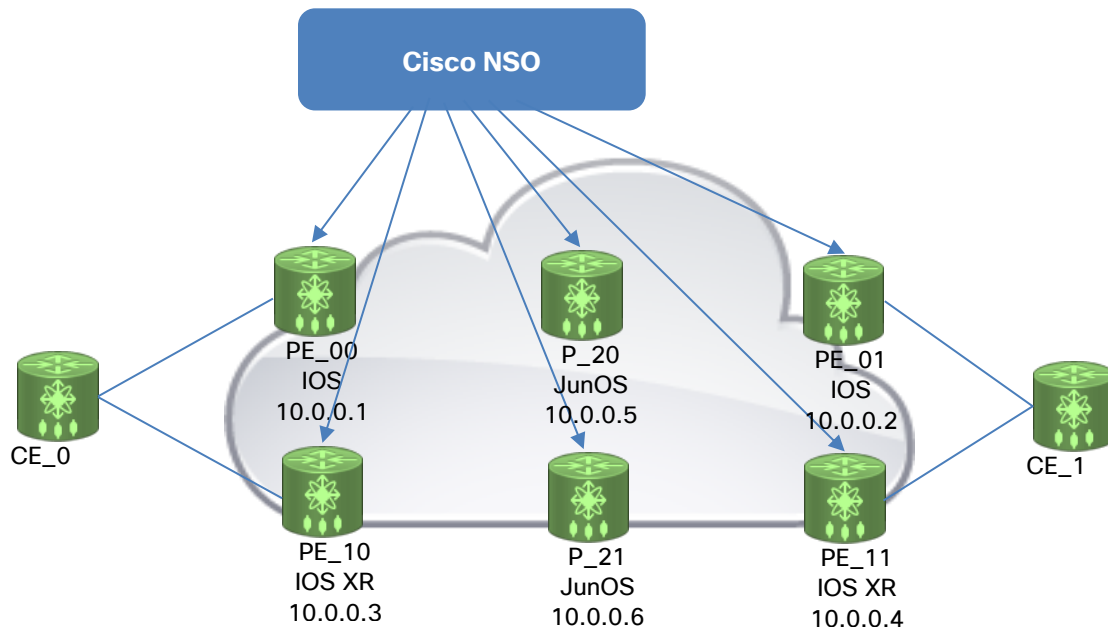 Cisco NSO
PE_00
IOS
10.0.0.1
P_20
JunOS
10.0.0.5
PE_01
IOS
10.0.0.2
CE_0
CE_1
PE_10
IOS XR
10.0.0.3
P_21
JunOS
10.0.0.6
PE_11
IOS XR
10.0.0.4